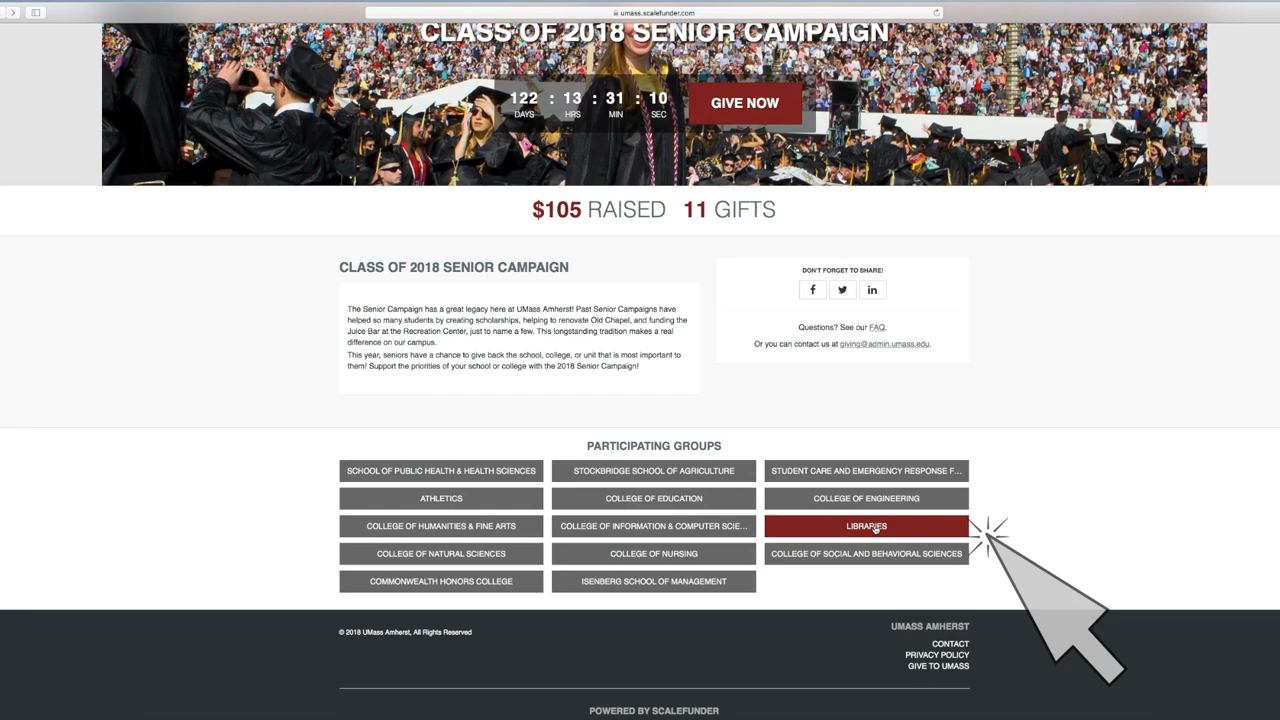 umass.scalefunder.com
CLASS OF 2018 SENIOR CAMPAIGN
122 : 13 : 31 : 10
DAYS HRS MIN SEC
GIVE NOW
$105 RAISED 11 GIFTS
CLASS OF 2018 SENIOR CAMPAIGN
The Senior Campaign has a great legacy here at UMass Amherst! Past Senior Campaigns have
helped so many students by creating scholarships, helping to renovate Old Chapel, and funding the
Juice Bar at the Recreation Center, just to name a few. This longstanding tradition makes a real
difference on our campus.
This year, seniors have a chance to give back the school, college, or unit that is most important to
them! Support the priorities of your school or college with the 2018 Senior Campaign!
DON'T FORGET TO SHARE!
Questions? See our FAQ.
Or you can contact us at giving@admin.umass.edu.
PARTICIPATING GROUPS
SCHOOL OF PUBLIC HEALTH & HEALTH SCIENCES
STOCKBRIDGE SCHOOL OF AGRICULTURE
STUDENT CARE AND EMERGENCY RESPONSE F...
ATHLETICS
COLLEGE OF EDUCATION
COLLEGE OF ENGINEERING
COLLEGE OF HUMANITIES & FINE ARTS
COLLEGE OF INFORMATION & COMPUTER SCIE...
LIBRARIES
COLLEGE OF NATURAL SCIENCES
COLLEGE OF NURSING
COLLEGE OF SOCIAL AND BEHAVIORAL SCIENCES
COMMONWEALTH HONORS COLLEGE
ISENBERG SCHOOL OF MANAGEMENT
© 2018 UMass Amherst, All Rights Reserved
UMASS AMHERST
CONTACT
PRIVACY POLICY
GIVE TO UMASS
POWERED BY SCALEFUNDER